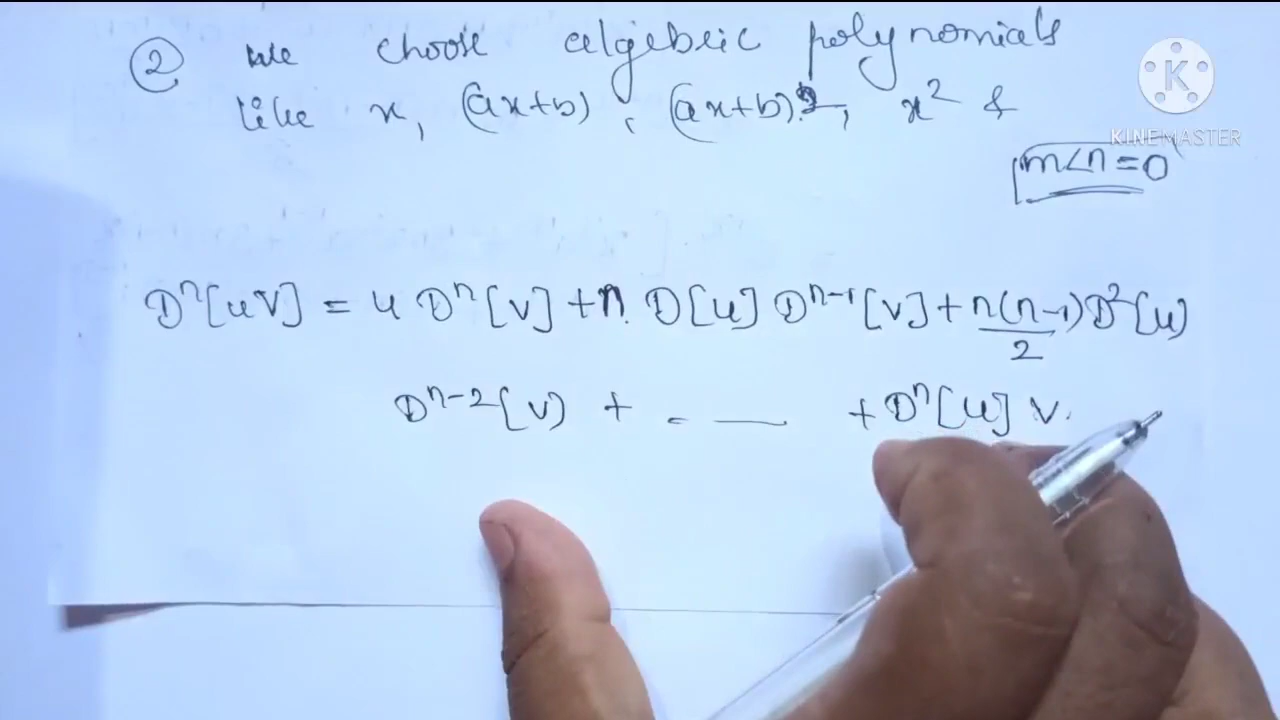 ② we choose algebric polynomials
like x, (ax+b), (ax+b)², x² &
m<n=0
Dⁿ[uV] = u Dⁿ[v] + n D[u] Dⁿ⁻¹[v] + n(n-1)/2 D²[u]
Dⁿ⁻²[v] + . — + Dⁿ[u] v.
K
KINEMASTER